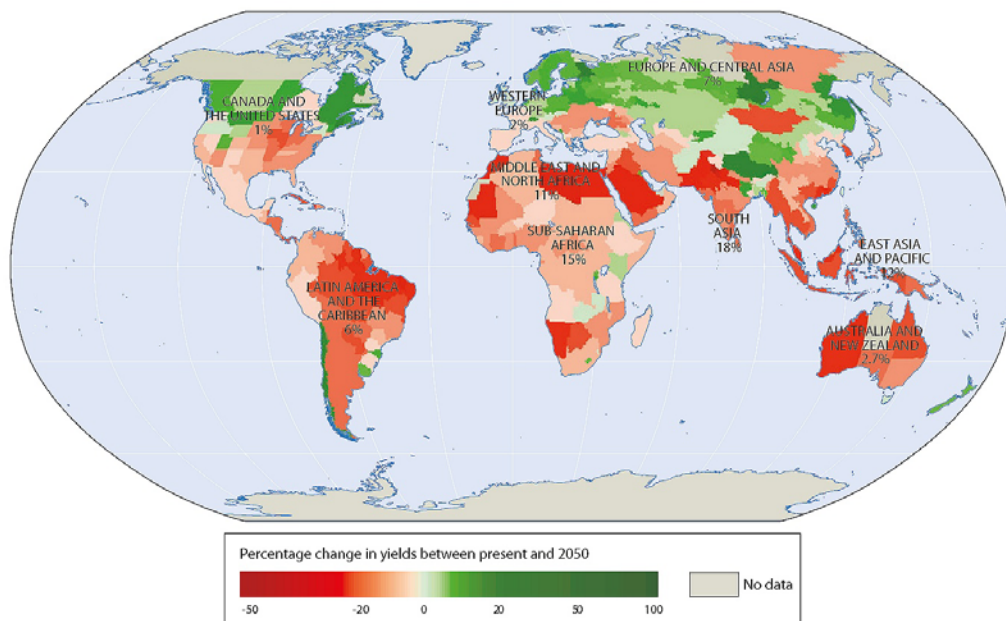 EUROPE AND CENTRAL ASIA
7%
CANADA AND
THE UNITED STATES
1%
WESTERN
EUROPE
2%
MIDDLE EAST AND
NORTH AFRICA
11%
SUB-SAHARAN
AFRICA
15%
SOUTH
ASIA
18%
EAST ASIA
AND PACIFIC
12%
LATIN AMERICA
AND THE
CARIBBEAN
6%
AUSTRALIA AND
NEW ZEALAND
2.7%
Percentage change in yields between present and 2050
-50 -20 0 20 50 100
No data